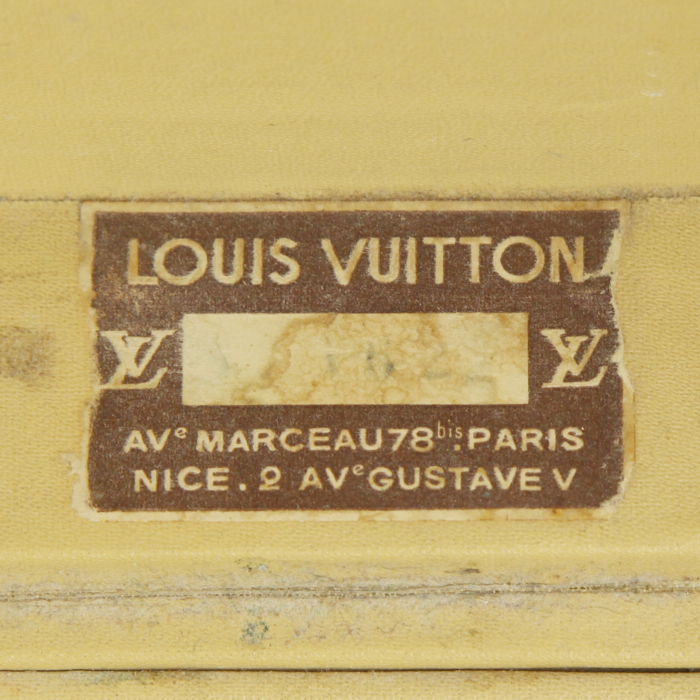 LOUIS VUITTON
LV LV
AVe MARCEAU 78bis. PARIS
NICE. 2 AVe GUSTAVE V